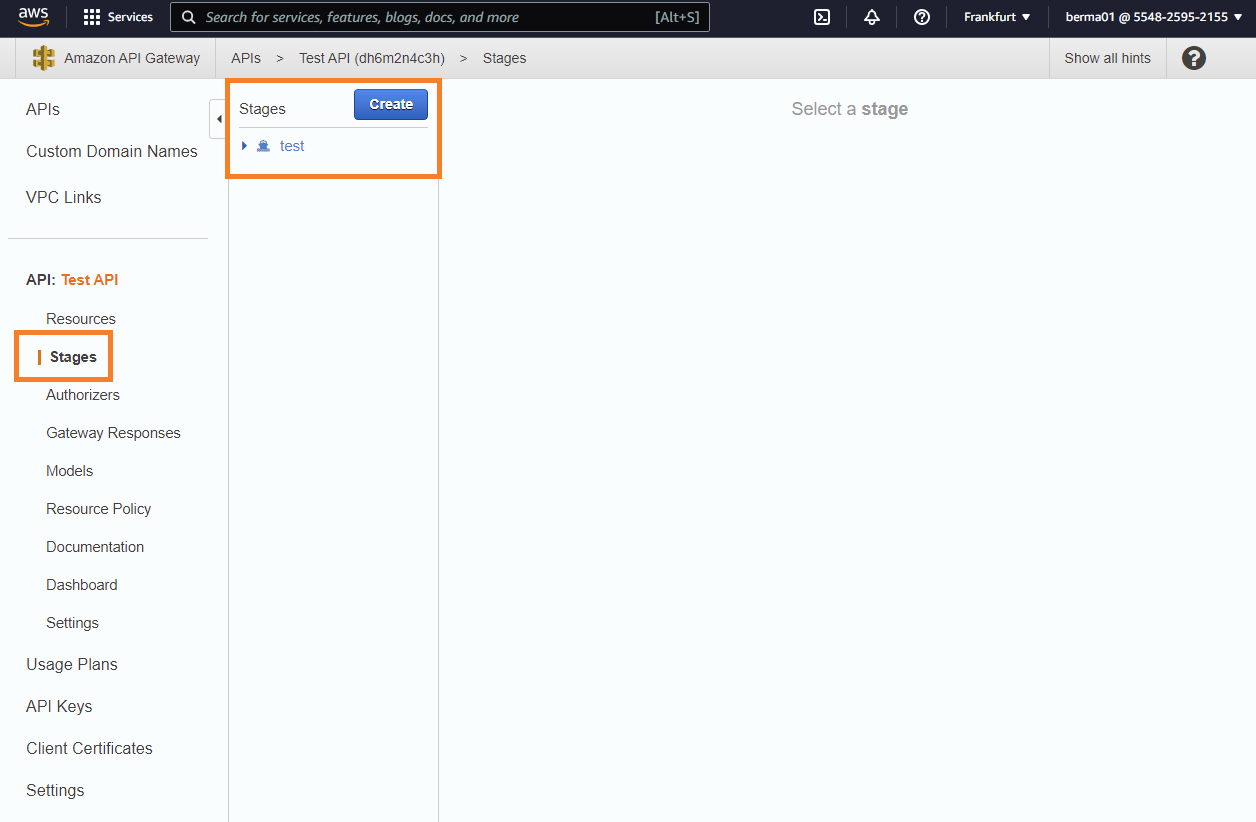 aws
Services
Search for services, features, blogs, docs, and more
[Alt+S]
Frankfurt
berma01 @ 5548-2595-2155
Amazon API Gateway
APIs > Test API (dh6m2n4c3h) > Stages
Show all hints
?
APIs
Custom Domain Names
VPC Links
API: Test API
Resources
Stages
Authorizers
Gateway Responses
Models
Resource Policy
Documentation
Dashboard
Settings
Usage Plans
API Keys
Client Certificates
Settings
Stages
Create
test
Select a stage